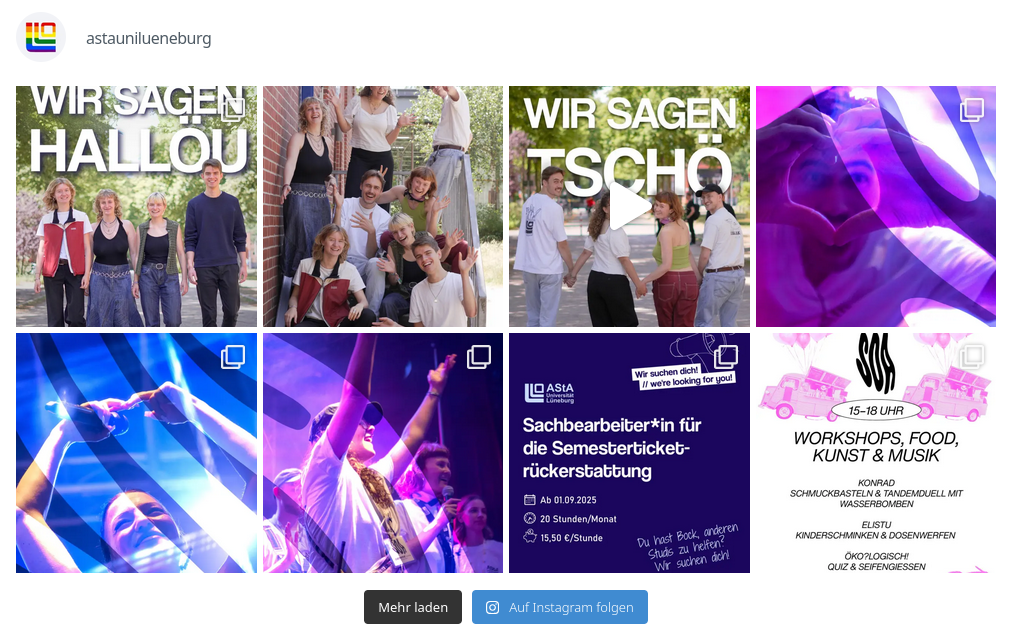 astauniilueneburg
WIR SAGEN
HALLÖU
WIR SAGEN
TSCHÖ
Wir suchen dich!
// we're looking for you!
AStA
Universität
Lüneburg
Sachbearbeiter*in für
die Semesterticket-
rückerstattung
Ab 01.09.2025
20 Stunden/Monat
15,50 €/Stunde
Du hast Bock, anderen
Studis zu helfen?
Wir suchen dich!
SOA
15–18 UHR
WORKSHOPS, FOOD,
KUNST & MUSIK
KONRAD
SCHMUCKBASTELN & TANDEMDUELL MIT
WASSERBOMBEN
ELISTU
KINDERSCHMINKEN & DOSENWERFEN
ÖKO?LOGISCH!
QUIZ & SEIFENGIESSEN
Mehr laden
Auf Instagram folgen